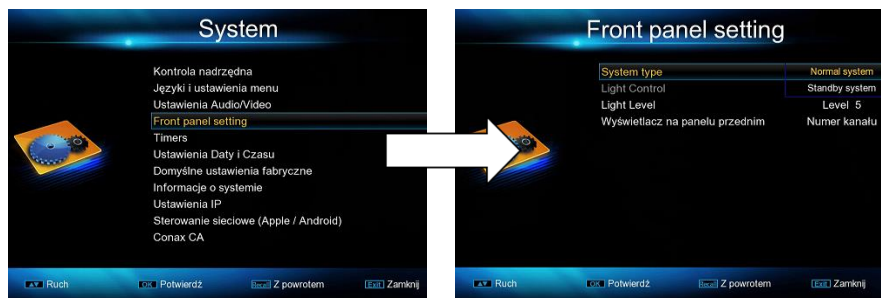 System
Kontrola nadrzędna
Języki i ustawienia menu
Ustawienia Audio/Video
Front panel setting
Timers
Ustawienia Daty i Czasu
Domyślne ustawienia fabryczne
Informacje o systemie
Ustawienia IP
Sterowanie sieciowe (Apple / Android)
Conax CA
▲▼ Ruch OK Potwierdź Recall Z powrotem Exit Zamknij
Front panel setting
System type Normal system
Light Control Standby system
Light Level Level 5
Wyświetlacz na panelu przednim Numer kanału
▲▼ Ruch OK Potwierdź Recall Z powrotem Exit Zamknij